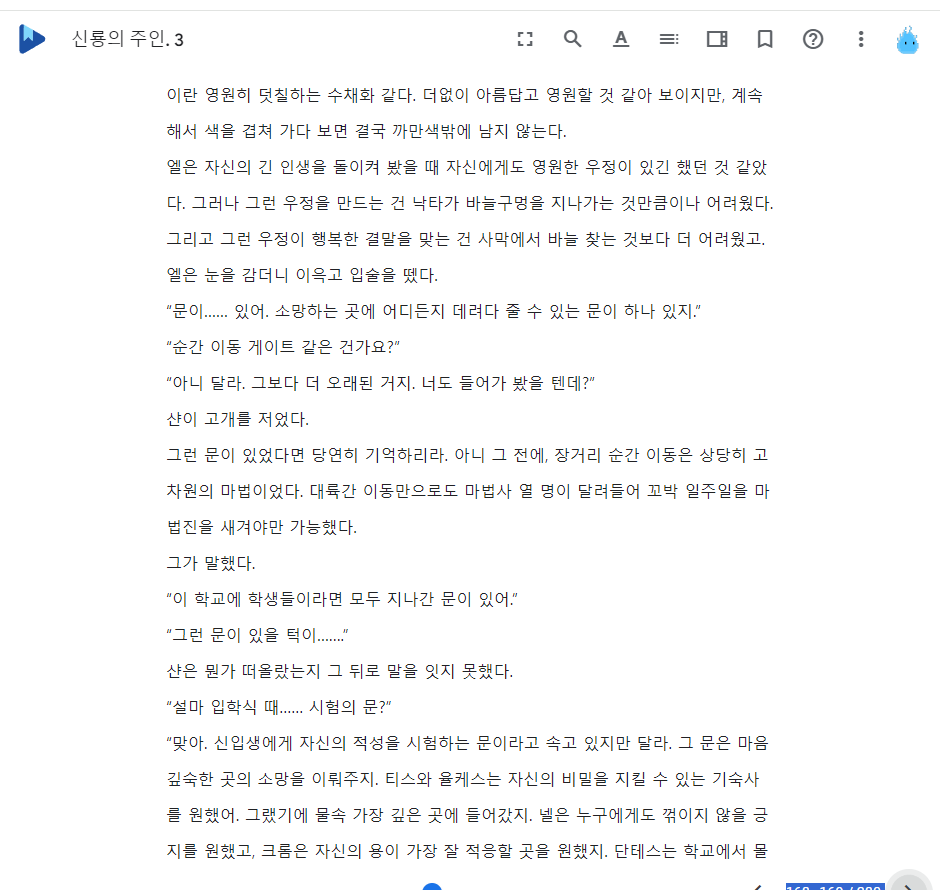 신룡의 주인. 3
이란 영원히 덧칠하는 수채화 같다. 더없이 아름답고 영원할 것 같아 보이지만, 계속
해서 색을 겹쳐 가다 보면 결국 까만색밖에 남지 않는다.
엘은 자신의 긴 인생을 돌이켜 봤을 때 자신에게도 영원한 우정이 있긴 했던 것 같았
다. 그러나 그런 우정을 만드는 건 낙타가 바늘구멍을 지나가는 것만큼이나 어려웠다.
그리고 그런 우정이 행복한 결말을 맞는 건 사막에서 바늘 찾는 것보다 더 어려웠고.
엘은 눈을 감더니 이윽고 입술을 뗐다.
“문이...... 있어. 소망하는 곳에 어디든지 데려다 줄 수 있는 문이 하나 있지.”
“순간 이동 게이트 같은 건가요?”
“아니 달라. 그보다 더 오래된 거지. 너도 들어가 봤을 텐데?”
샨이 고개를 저었다.
그런 문이 있었다면 당연히 기억하리라. 아니 그 전에, 장거리 순간 이동은 상당히 고
차원의 마법이었다. 대륙간 이동만으로도 마법사 열 명이 달려들어 꼬박 일주일을 마
법진을 새겨야만 가능했다.
그가 말했다.
“이 학교에 학생들이라면 모두 지나간 문이 있어.”
“그런 문이 있을 턱이.......”
샨은 뭔가 떠올랐는지 그 뒤로 말을 잇지 못했다.
“설마 입학식 때...... 시험의 문?”
“맞아. 신입생에게 자신의 적성을 시험하는 문이라고 속고 있지만 달라. 그 문은 마음
깊숙한 곳의 소망을 이뤄주지. 티스와 율케스는 자신의 비밀을 지킬 수 있는 기숙사
를 원했어. 그랬기에 물속 가장 깊은 곳에 들어갔지. 넬은 누구에게도 꺾이지 않을 긍
지를 원했고, 크롬은 자신의 용이 가장 잘 적응할 곳을 원했지. 단테스는 학교에서 몰